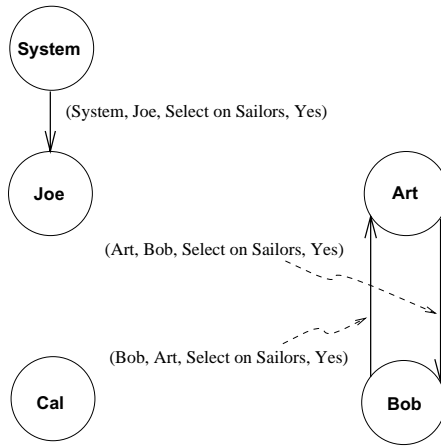 System
(System, Joe, Select on Sailors, Yes)
Joe
Art
(Art, Bob, Select on Sailors, Yes)
(Bob, Art, Select on Sailors, Yes)
Cal
Bob